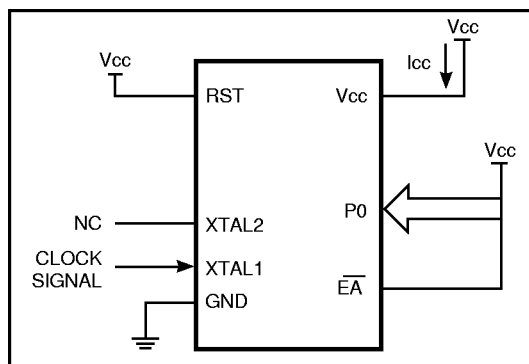 Vcc
Icc
Vcc
RST
Vcc
Vcc
NC
XTAL2
P0
CLOCK
SIGNAL
XTAL1
GND
EA